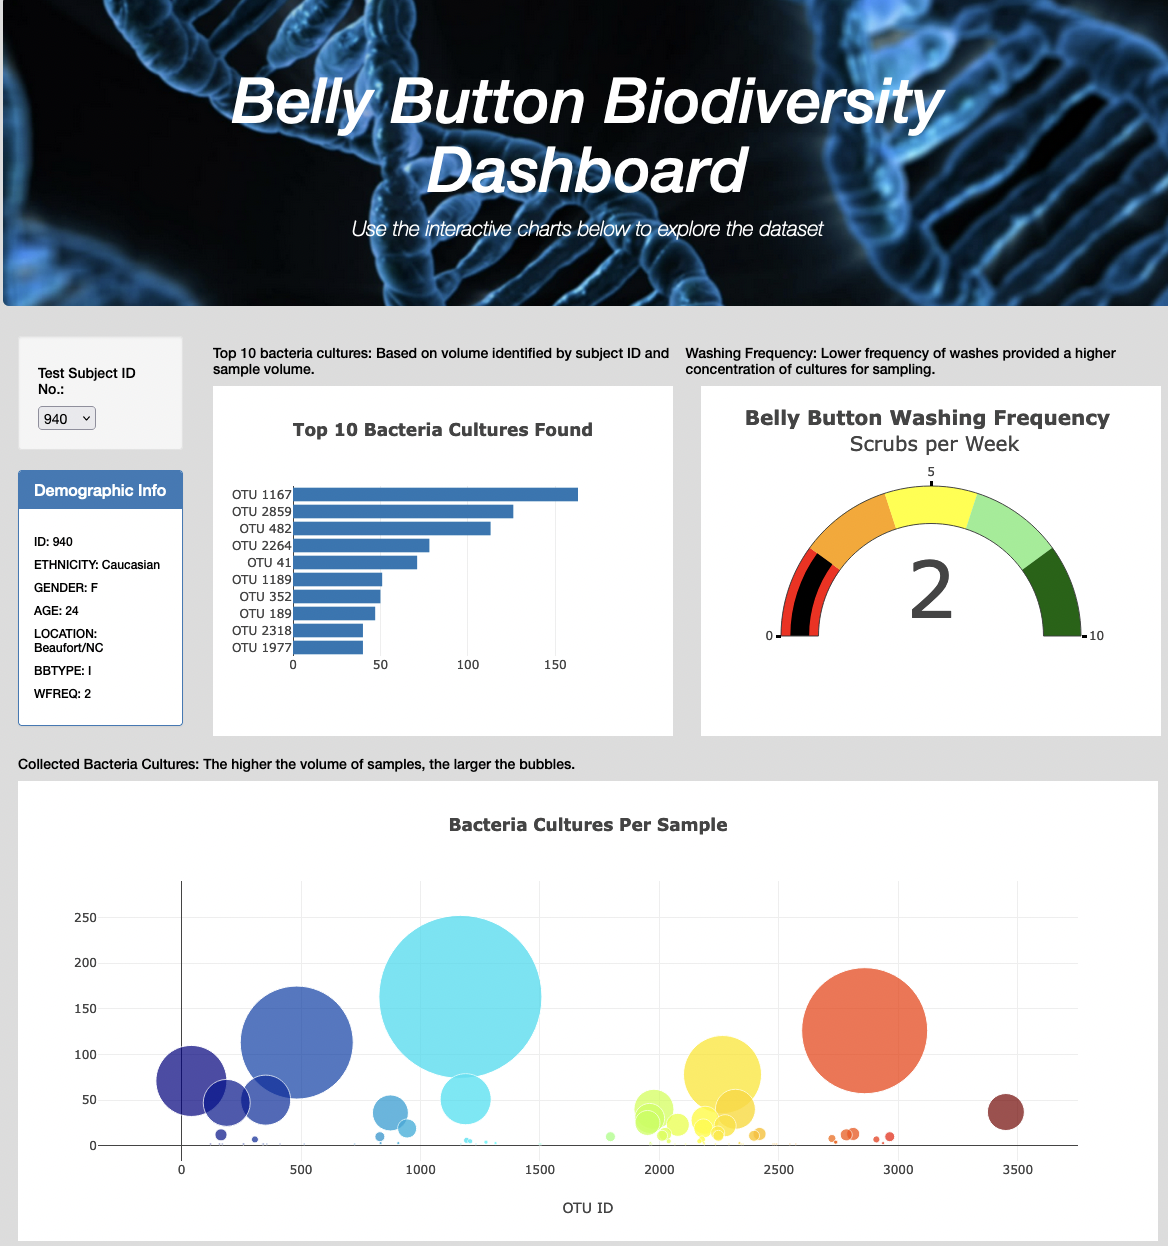 Belly Button Biodiversity
Dashboard
Use the interactive charts below to explore the dataset
Test Subject ID
No.:
940
Demographic Info
ID: 940
ETHNICITY: Caucasian
GENDER: F
AGE: 24
LOCATION:
Beaufort/NC
BBTYPE: I
WFREQ: 2
Top 10 bacteria cultures: Based on volume identified by subject ID and
sample volume.
Top 10 Bacteria Cultures Found
OTU 1167
OTU 2859
OTU 482
OTU 2264
OTU 41
OTU 1189
OTU 352
OTU 189
OTU 2318
OTU 1977
0 50 100 150
Washing Frequency: Lower frequency of washes provided a higher
concentration of cultures for sampling.
Belly Button Washing Frequency
Scrubs per Week
5
2
0 10
Collected Bacteria Cultures: The higher the volume of samples, the larger the bubbles.
Bacteria Cultures Per Sample
250
200
150
100
50
0
0 500 1000 1500 2000 2500 3000 3500
OTU ID